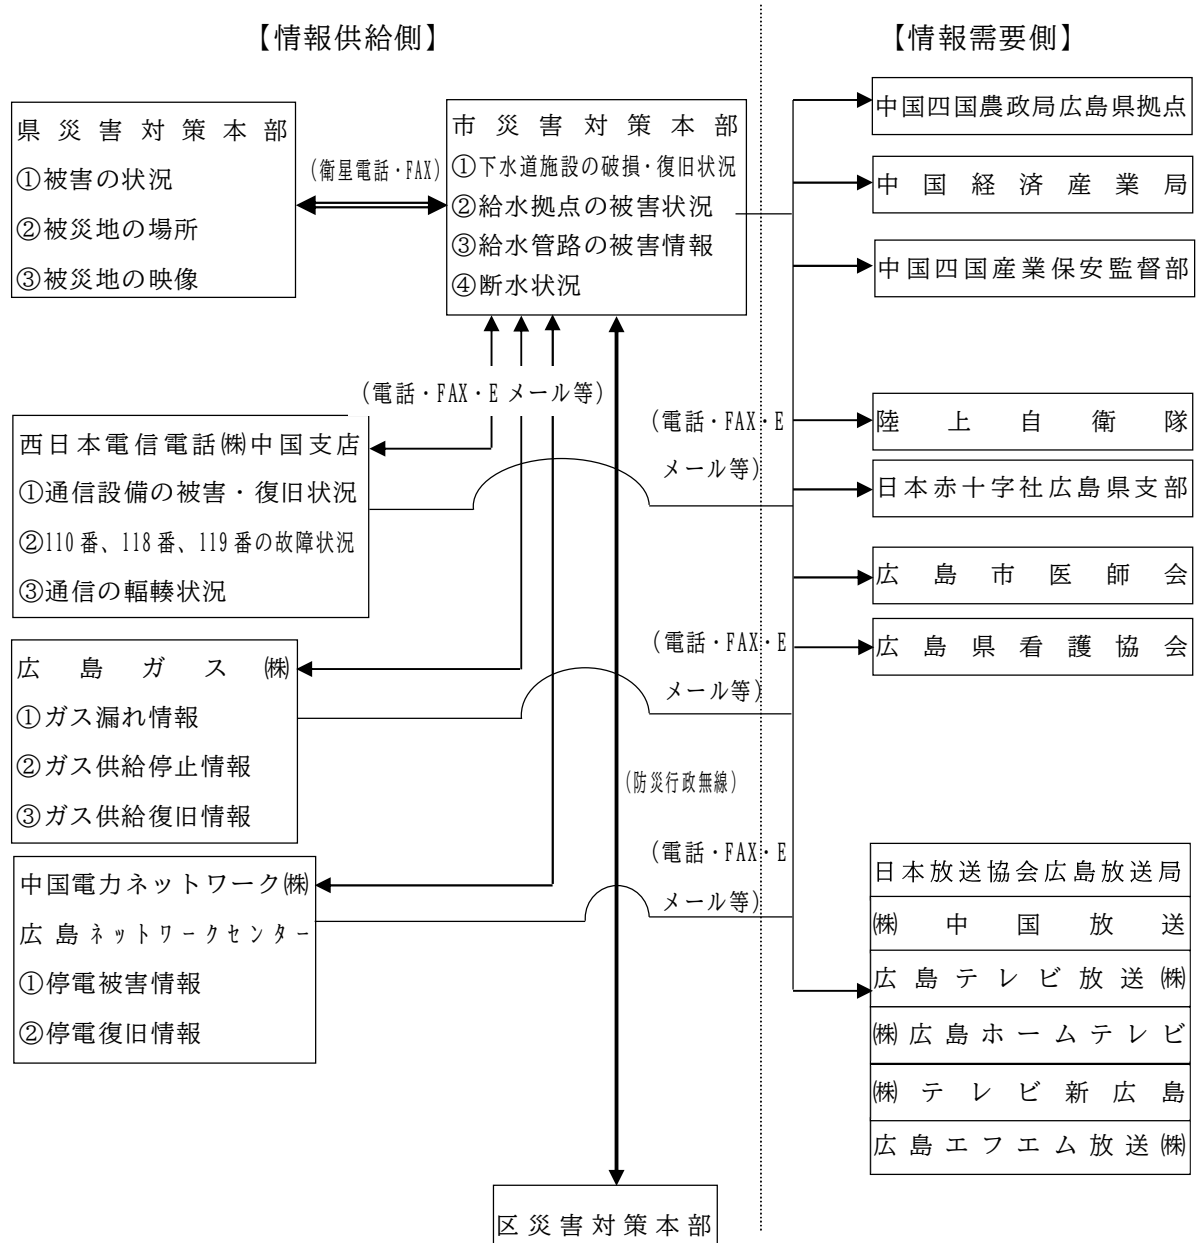 【情報供給側】
【情報需要側】
県災害対策本部
①被害の状況
②被災地の場所
③被災地の映像
(衛星電話・FAX)
市災害対策本部
①下水道施設の破損・復旧状況
②給水拠点の被害状況
③給水管路の被害情報
④断水状況
(電話・FAX・Eメール等)
西日本電信電話㈱中国支店
①通信設備の被害・復旧状況
②110番、118番、119番の故障状況
③通信の輻輳状況
広島ガス㈱
①ガス漏れ情報
②ガス供給停止情報
③ガス供給復旧情報
中国電力ネットワーク㈱
広島ネットワークセンター
①停電被害情報
②停電復旧情報
(防災行政無線)
区災害対策本部
(電話・FAX・E
メール等)
(電話・FAX・E
メール等)
(電話・FAX・E
メール等)
中国四国農政局広島県拠点
中国経済産業局
中国四国産業保安監督部
陸上自衛隊
日本赤十字社広島県支部
広島市医師会
広島県看護協会
日本放送協会広島放送局
㈱中国放送
広島テレビ放送㈱
㈱広島ホームテレビ
㈱テレビ新広島
広島エフエム放送㈱